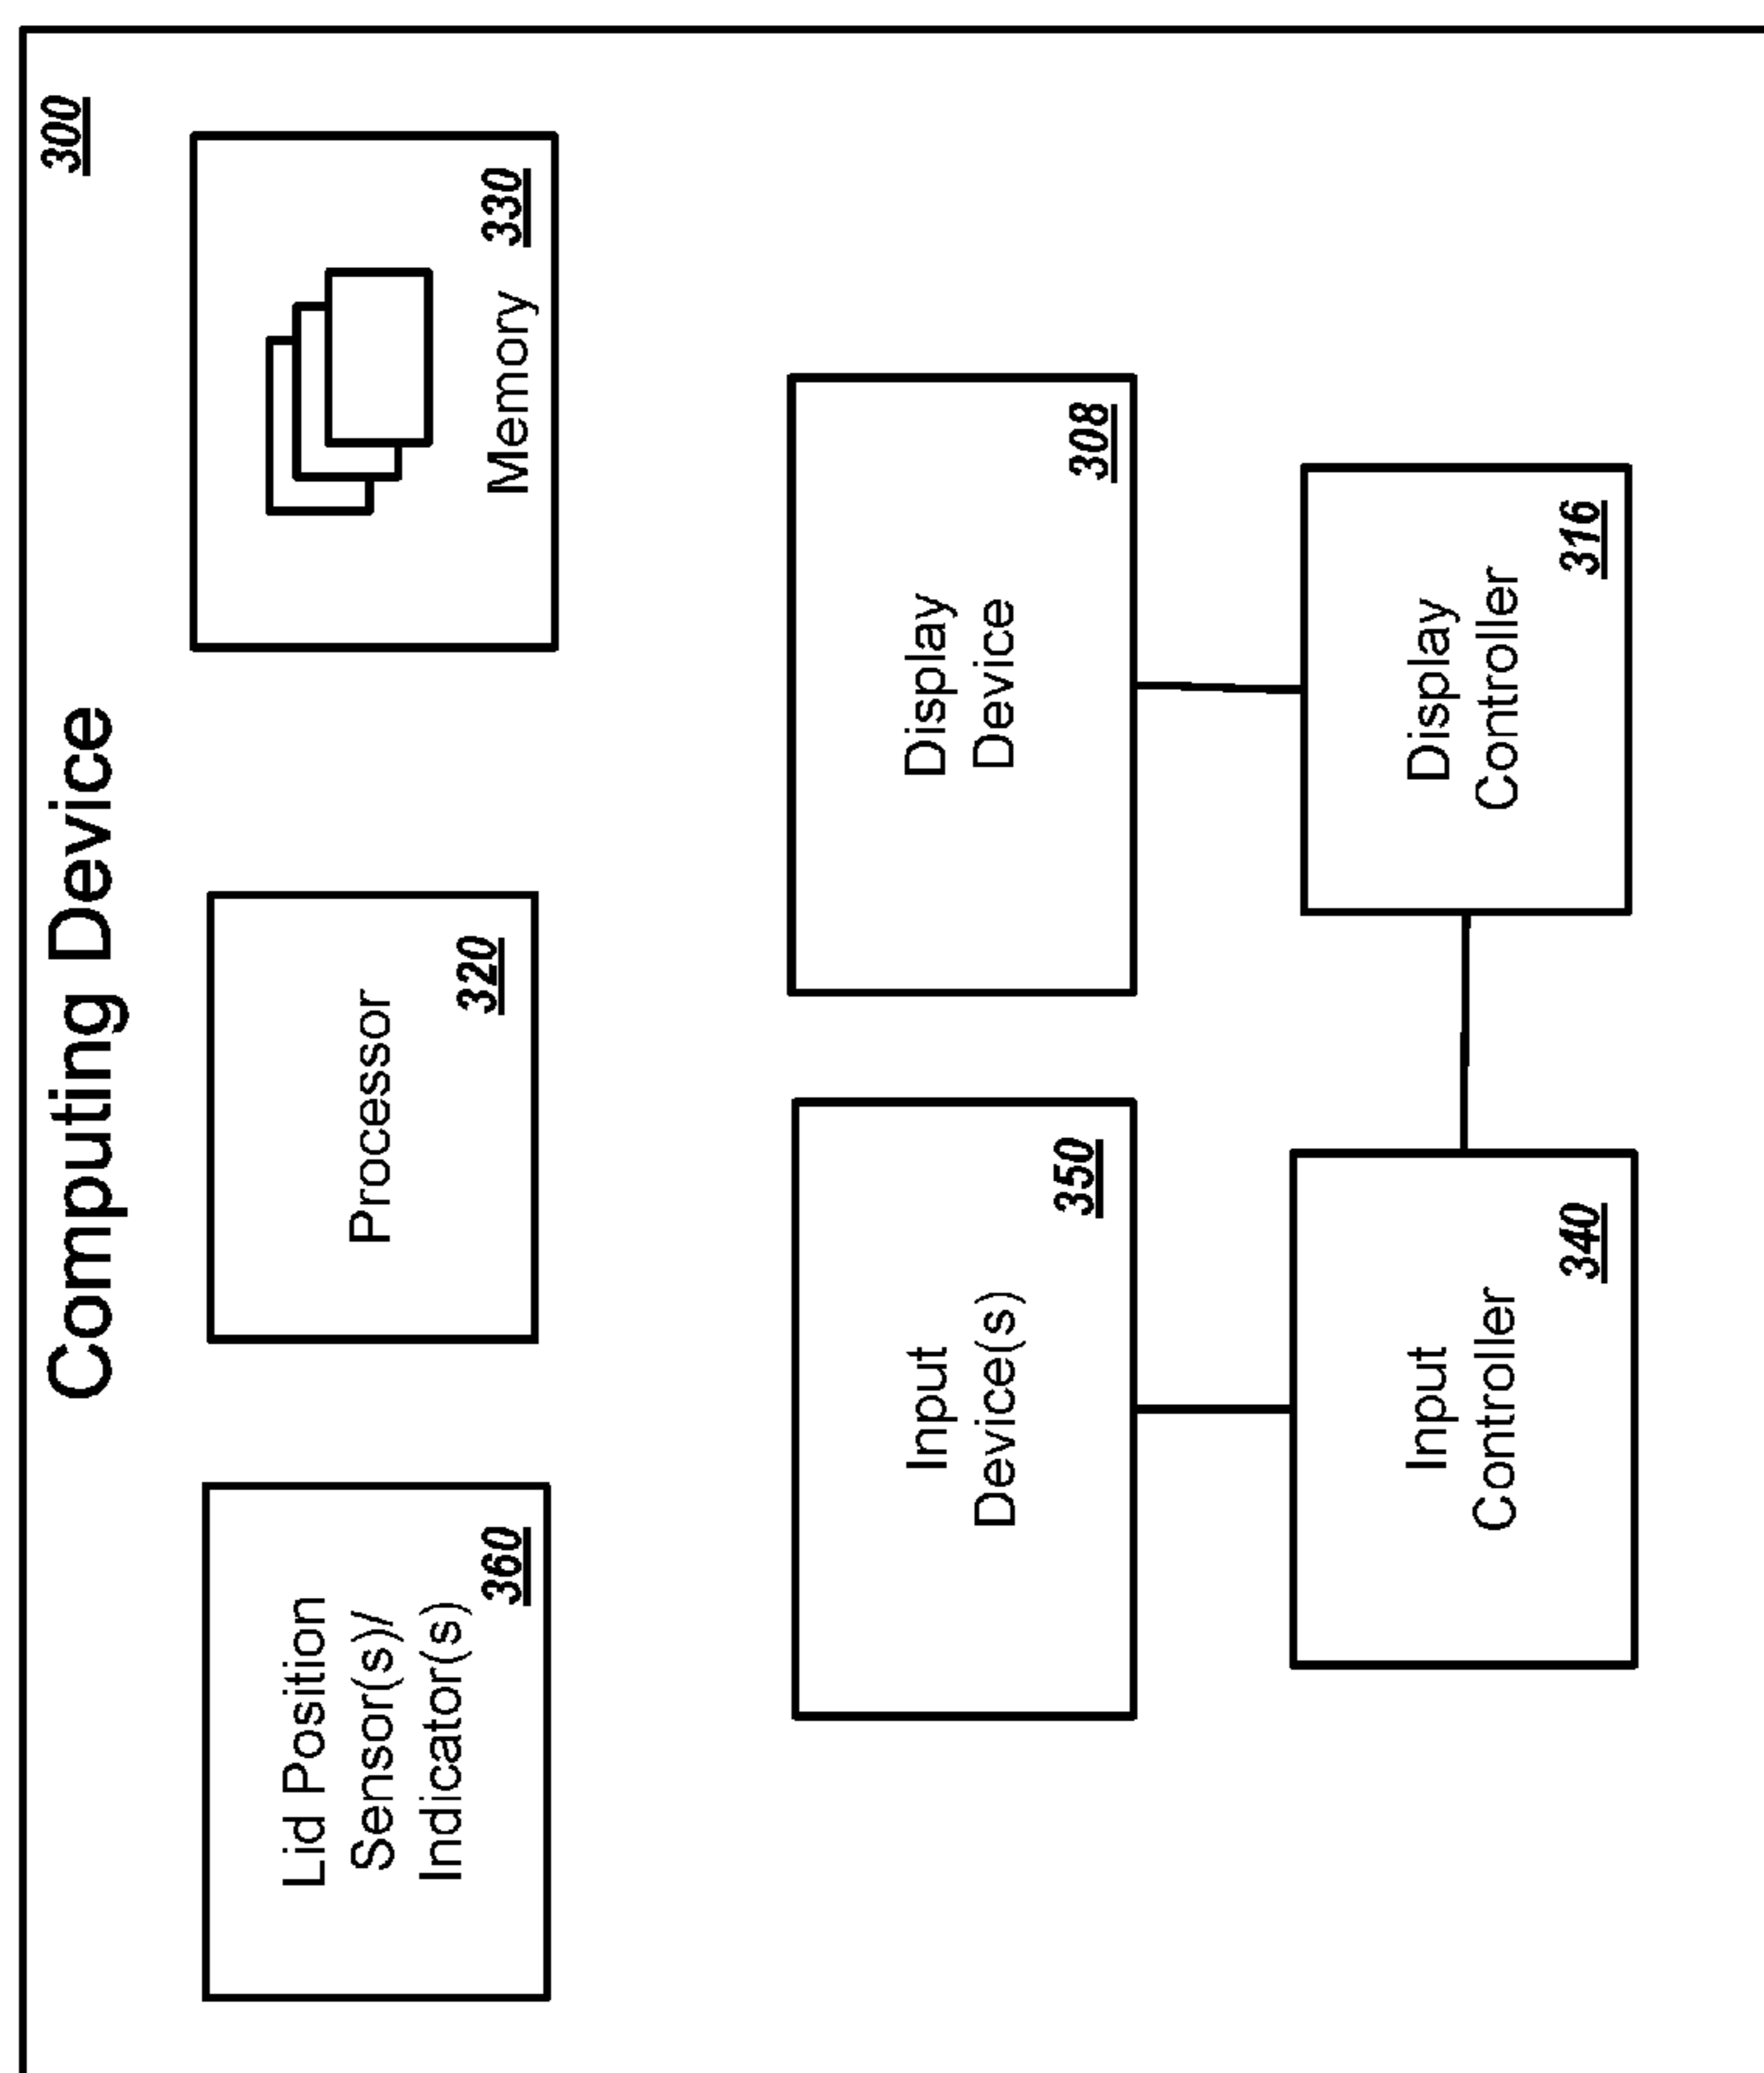 Computing Device
300
Lid Position
Sensor(s)/
Indicator(s)
360
Processor
320
Memory 330
Input
Device(s)
350
Display
Device
308
Input
Controller
340
Display
Controller
316